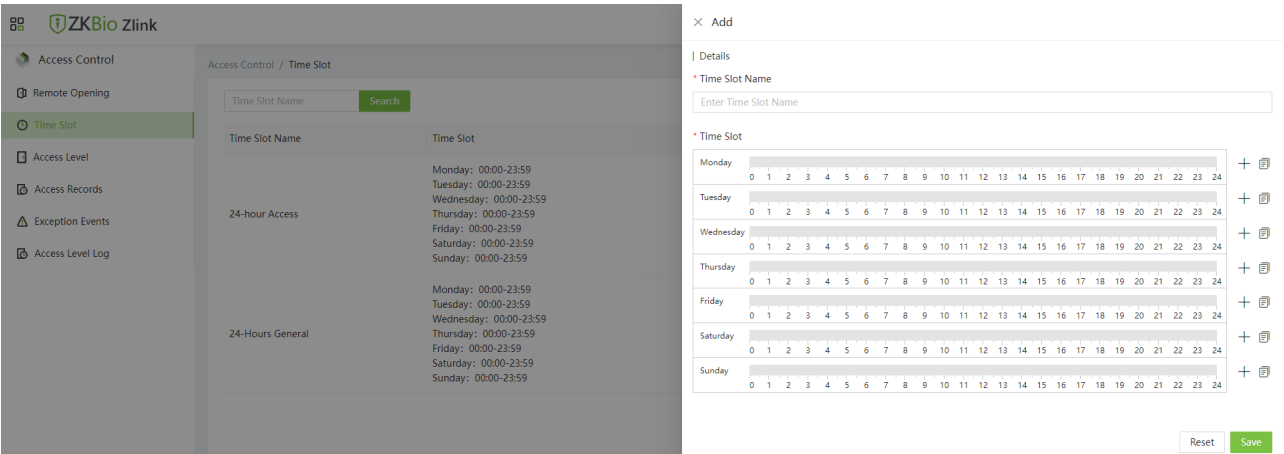 ZKBio Zlink
Access Control
Remote Opening
Time Slot
Access Level
Access Records
Exception Events
Access Level Log
Access Control / Time Slot
Time Slot Name
Search
Time Slot Name
Time Slot
24-hour Access
Monday: 00:00-23:59
Tuesday: 00:00-23:59
Wednesday: 00:00-23:59
Thursday: 00:00-23:59
Friday: 00:00-23:59
Saturday: 00:00-23:59
Sunday: 00:00-23:59
24-Hours General
Monday: 00:00-23:59
Tuesday: 00:00-23:59
Wednesday: 00:00-23:59
Thursday: 00:00-23:59
Friday: 00:00-23:59
Saturday: 00:00-23:59
Sunday: 00:00-23:59
Add
Details
* Time Slot Name
Enter Time Slot Name
* Time Slot
Monday
0 1 2 3 4 5 6 7 8 9 10 11 12 13 14 15 16 17 18 19 20 21 22 23 24
Tuesday
0 1 2 3 4 5 6 7 8 9 10 11 12 13 14 15 16 17 18 19 20 21 22 23 24
Wednesday
0 1 2 3 4 5 6 7 8 9 10 11 12 13 14 15 16 17 18 19 20 21 22 23 24
Thursday
0 1 2 3 4 5 6 7 8 9 10 11 12 13 14 15 16 17 18 19 20 21 22 23 24
Friday
0 1 2 3 4 5 6 7 8 9 10 11 12 13 14 15 16 17 18 19 20 21 22 23 24
Saturday
0 1 2 3 4 5 6 7 8 9 10 11 12 13 14 15 16 17 18 19 20 21 22 23 24
Sunday
0 1 2 3 4 5 6 7 8 9 10 11 12 13 14 15 16 17 18 19 20 21 22 23 24
Reset
Save